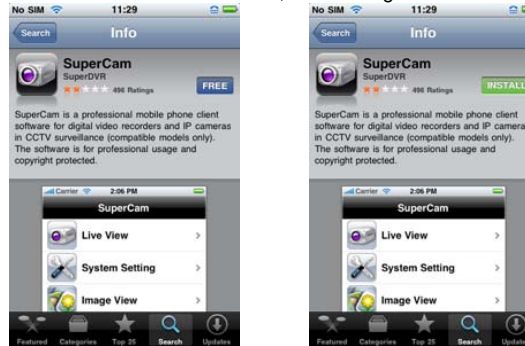 No SIM 11:29
Search Info
SuperCam
SuperDVR
496 Ratings
FREE
SuperCam is a professional mobile phone client
software for digital video recorders and IP cameras
in CCTV surveillance (compatible models only).
The software is for professional usage and
copyright protected.
Carrier 2:06 PM
SuperCam
Live View
System Setting
Image View
Featured Categories Top 25 Search Updates
No SIM 11:29
Search Info
SuperCam
SuperDVR
496 Ratings
INSTALL
SuperCam is a professional mobile phone client
software for digital video recorders and IP camera
in CCTV surveillance (compatible models only).
The software is for professional usage and
copyright protected.
Carrier 2:06 PM
SuperCam
Live View
System Setting
Image View
Featured Categories Top 25 Search Updates